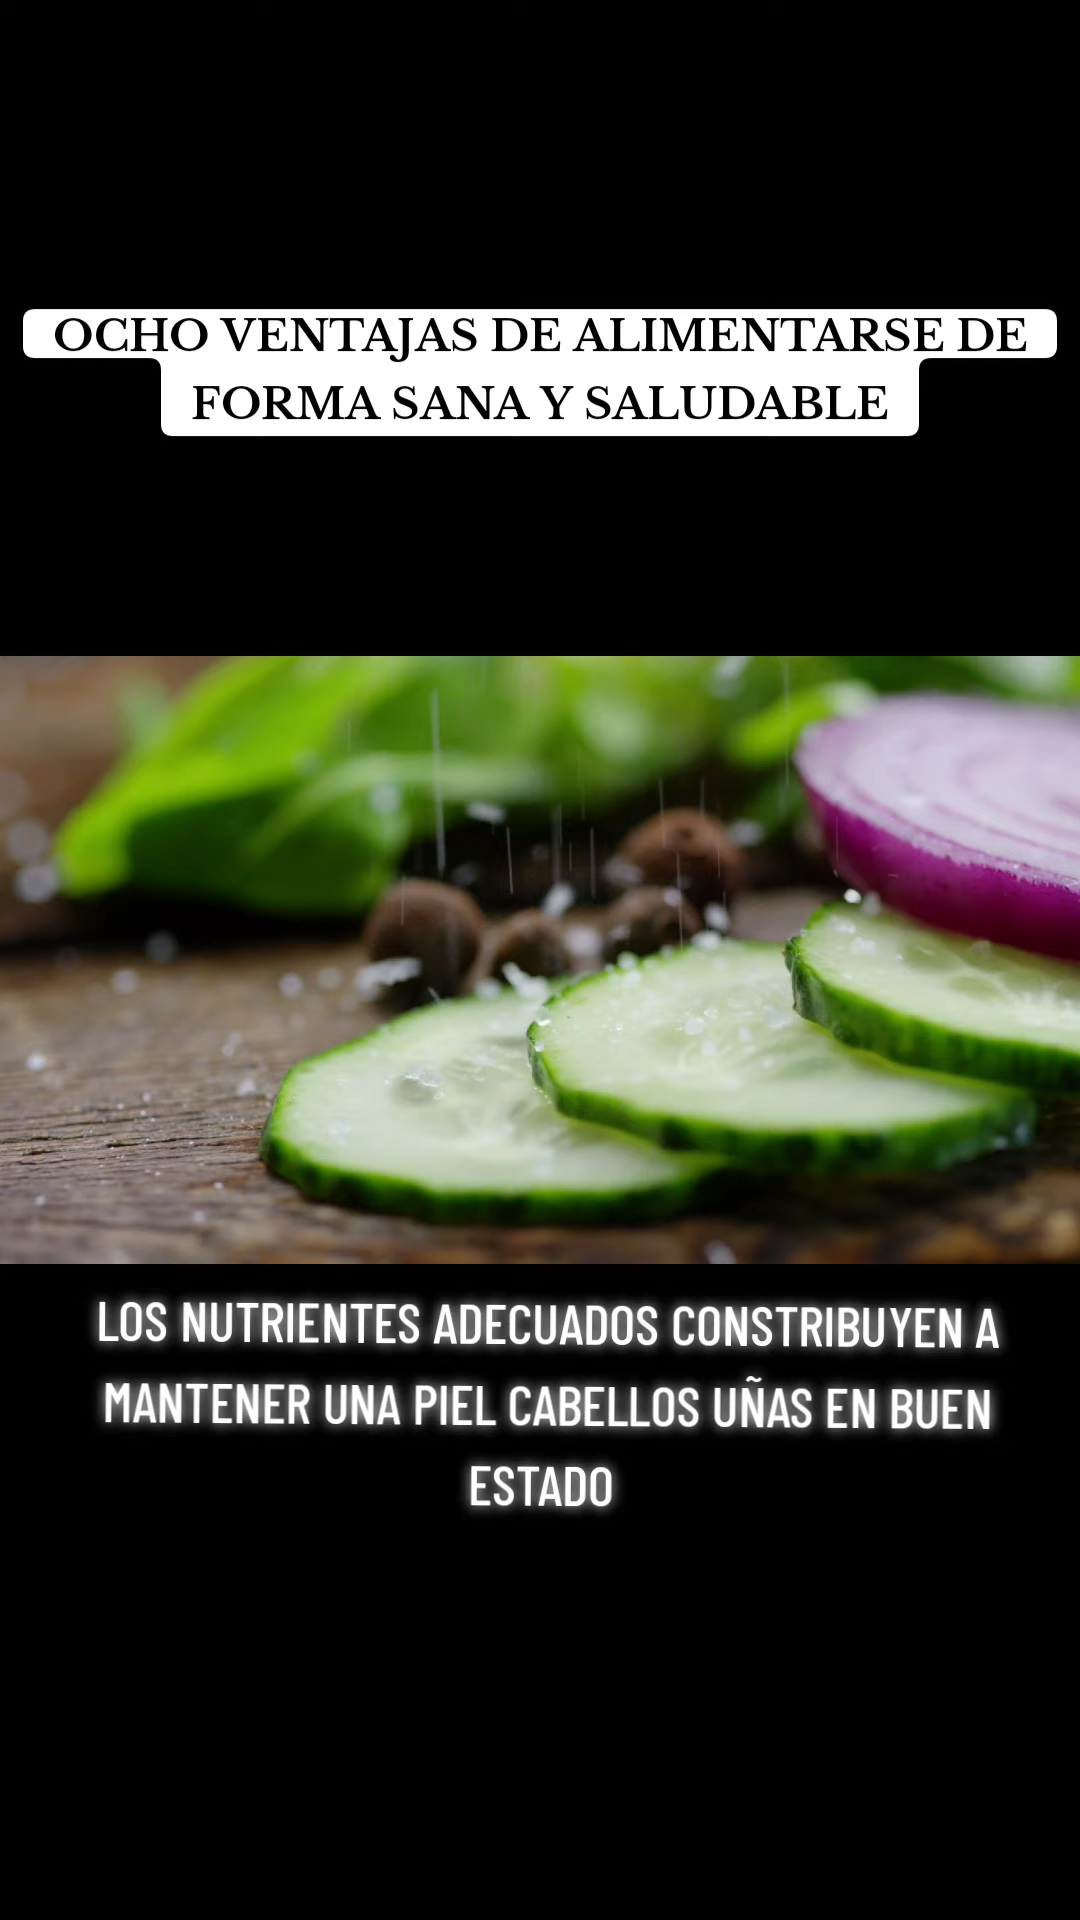 OCHO VENTAJAS DE ALIMENTARSE DE
FORMA SANA Y SALUDABLE
LOS NUTRIENTES ADECUADOS CONSTRIBUYEN A
MANTENER UNA PIEL CABELLOS UÑAS EN BUEN
ESTADO